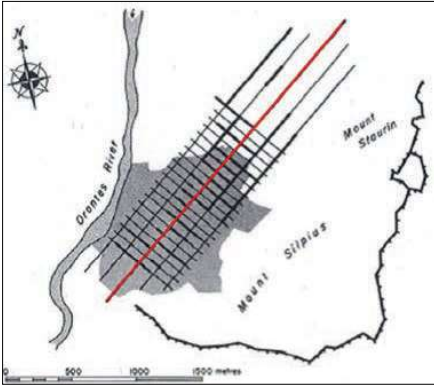 N
Orontes River
Mount
Staurin
Mount Silpius
0 500 1000 1500 metres